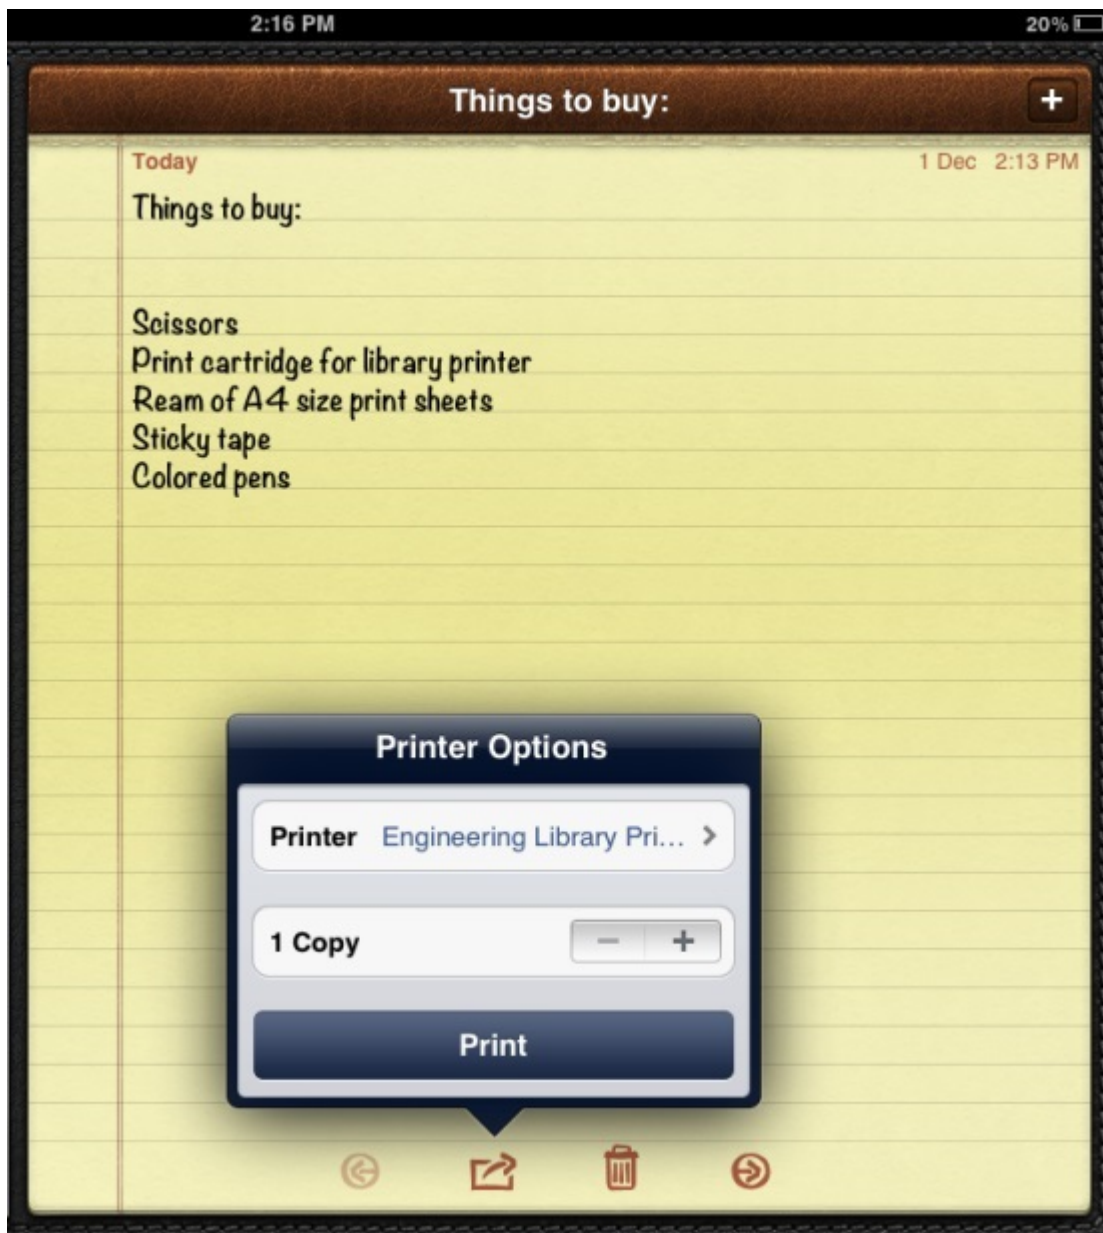 2:16 PM 20%
Things to buy: +
Today 1 Dec 2:13 PM
Things to buy:
Scissors
Print cartridge for library printer
Ream of A4 size print sheets
Sticky tape
Colored pens
Printer Options
Printer Engineering Library Pri...
1 Copy - +
Print